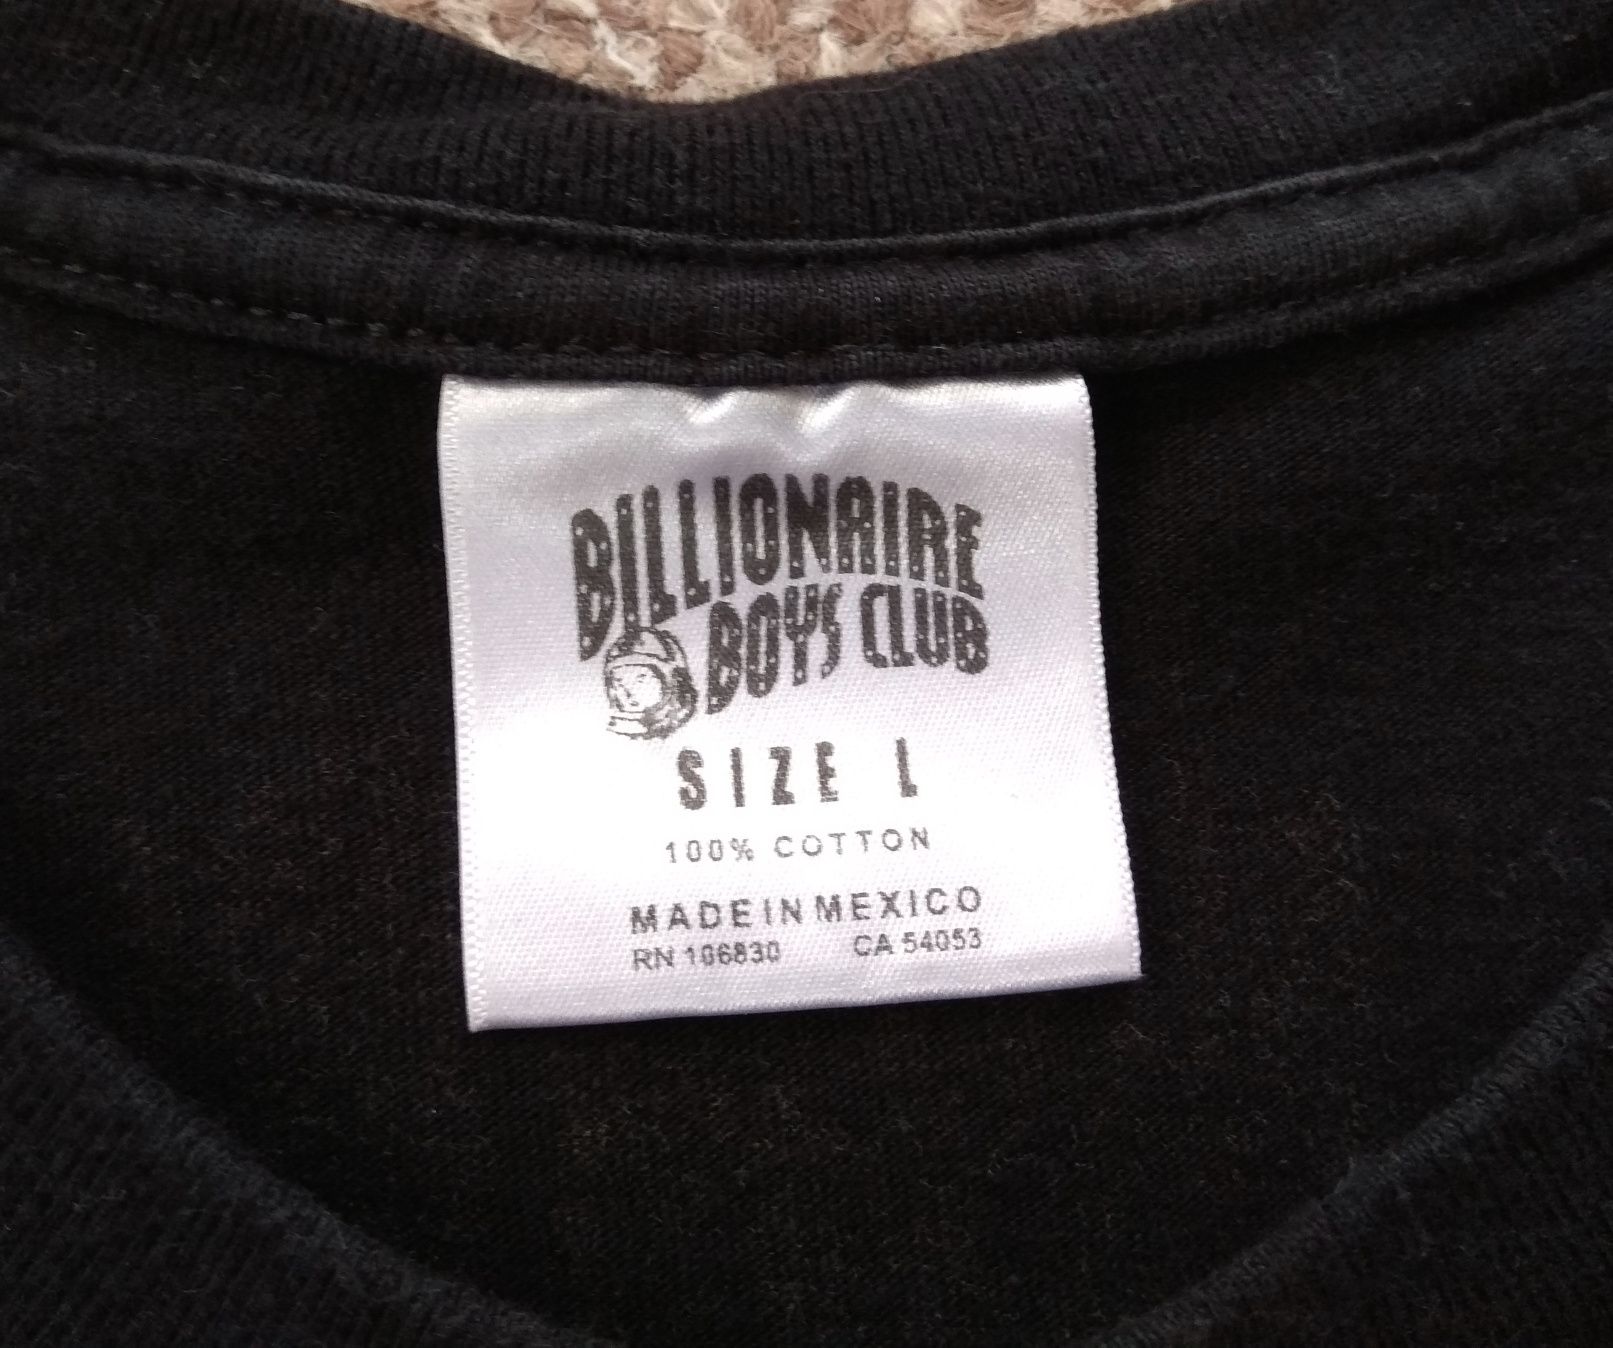 BILLIONAIRE
BOYS CLUB
SIZE L
100% COTTON
MADE IN MEXICO
RN 106830 CA 54053